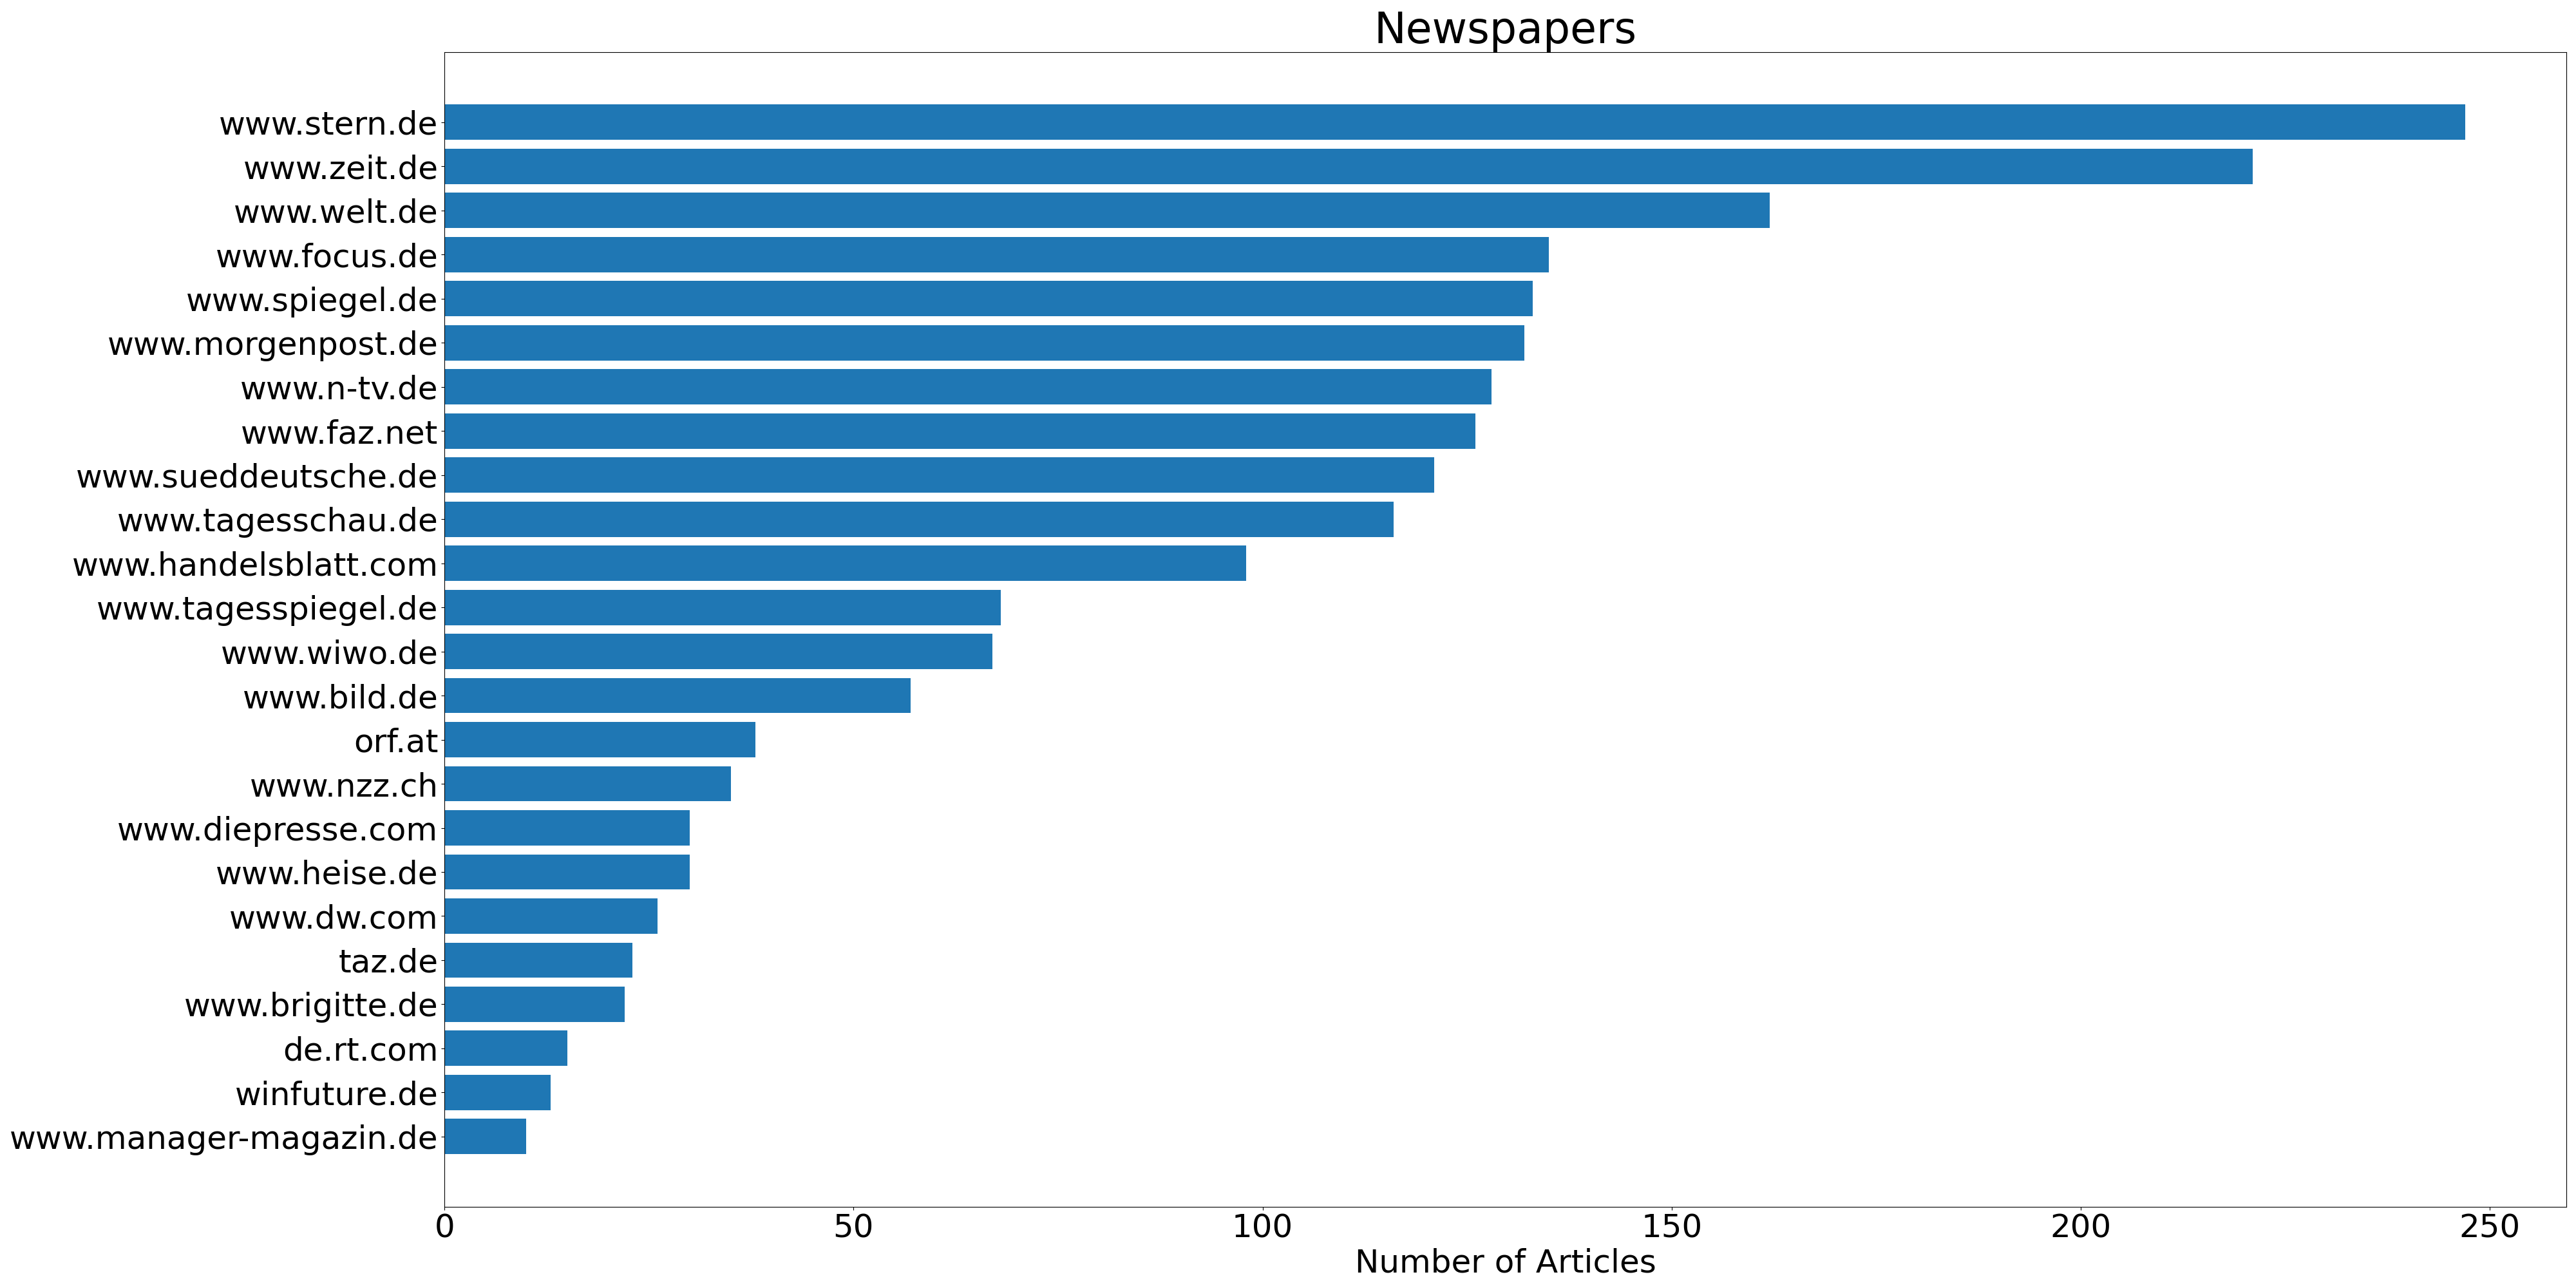 Newspapers
www.stern.de
www.zeit.de
www.welt.de
www.focus.de
www.spiegel.de
www.morgenpost.de
www.n-tv.de
www.faz.net
www.sueddeutsche.de
www.tagesschau.de
www.handelsblatt.com
www.tagesspiegel.de
www.wiwo.de
www.bild.de
orf.at
www.nzz.ch
www.diepresse.com
www.heise.de
www.dw.com
taz.de
www.brigitte.de
de.rt.com
winfuture.de
www.manager-magazin.de
0 50 100 150 200 250
Number of Articles